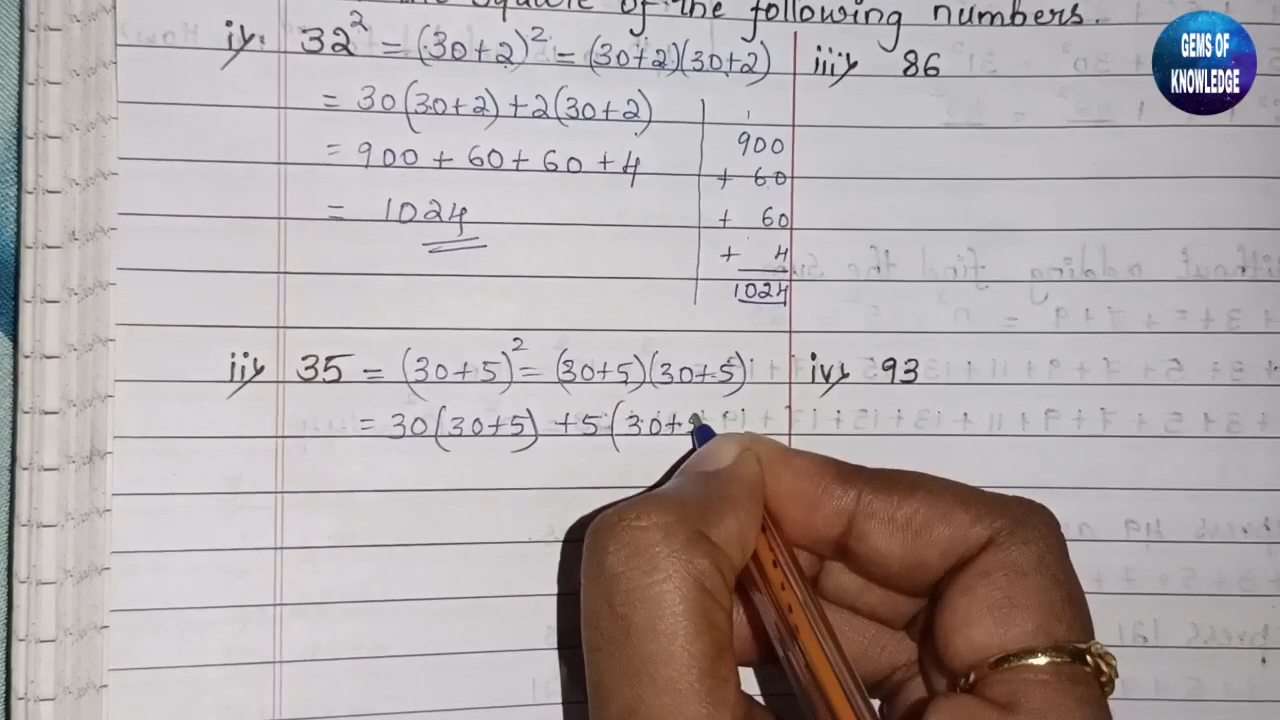 the square of the following numbers.
i) 32² = (30+2)² = (30+2)(30+2)
= 30(30+2) + 2(30+2)
= 900 + 60 + 60 + 4
= 1024
1
900
+ 60
+ 60
+ 4
1024
ii) 35 = (30+5)² = (30+5)(30+5)
= 30(30+5) + 5(30+
iii) 86
iv) 93
GEMS OF
KNOWLEDGE